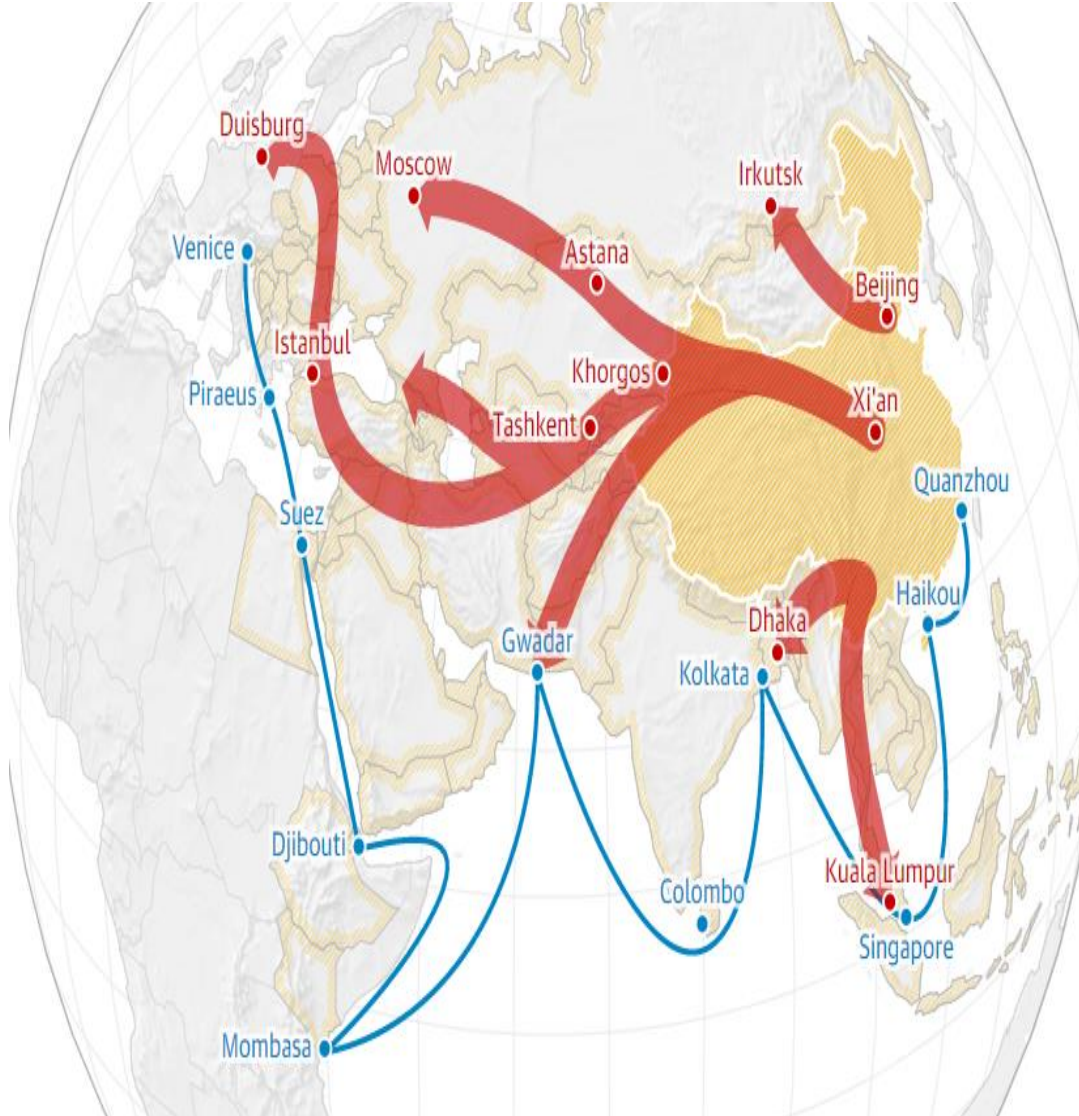 Duisburg
Moscow
Irkutsk
Venice
Astana
Beijing
Istanbul
Khorgos
Piraeus
Xi'an
Tashkent
Quanzhou
Suez
Haikou
Dhaka
Gwadar
Kolkata
Djibouti
Kuala Lumpur
Colombo
Singapore
Mombasa